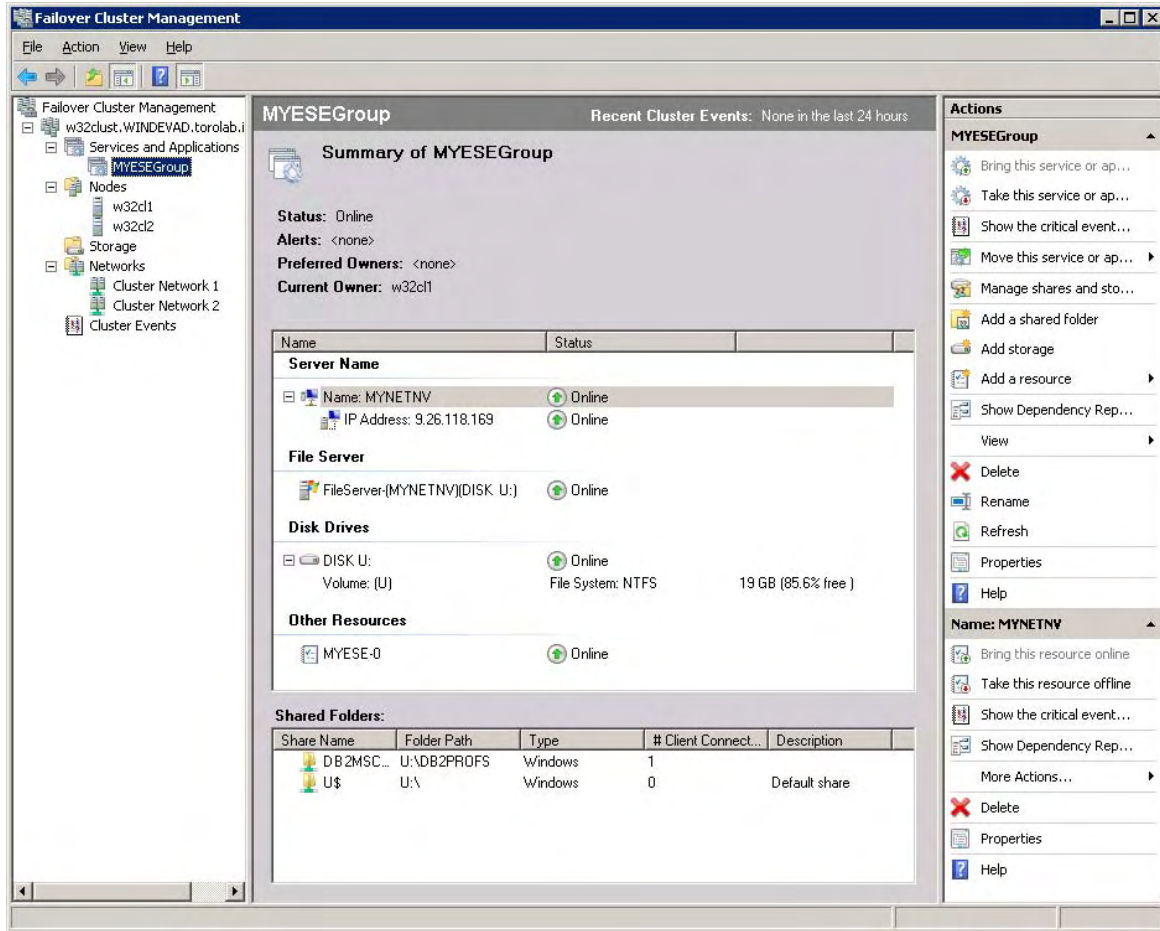 Failover Cluster Management
File Action View Help
Failover Cluster Management
w32clust.WINDEVAD.torolab.i
Services and Applications
MYESEGroup
Nodes
w32cl1
w32cl2
Storage
Networks
Cluster Network 1
Cluster Network 2
Cluster Events
MYESEGroup Recent Cluster Events: None in the last 24 hours
Summary of MYESEGroup
Status: Online
Alerts: <none>
Preferred Owners: <none>
Current Owner: w32cl1
Name Status
Server Name
Name: MYNETNV Online
IP Address: 9.26.118.169 Online
File Server
FileServer-(MYNETNV)(DISK U:) Online
Disk Drives
DISK U: Online
Volume: (U) File System: NTFS 19 GB (85.6% free )
Other Resources
MYESE-0 Online
Shared Folders:
Share Name Folder Path Type # Client Connect... Description
DB2MSC... U:\DB2PROFS Windows 1
U$ U:\ Windows 0 Default share
Actions
MYESEGroup
Bring this service or ap...
Take this service or ap...
Show the critical event...
Move this service or ap...
Manage shares and sto...
Add a shared folder
Add storage
Add a resource
Show Dependency Rep...
View
Delete
Rename
Refresh
Properties
Help
Name: MYNETNV
Bring this resource online
Take this resource offline
Show the critical event...
Show Dependency Rep...
More Actions...
Delete
Properties
Help